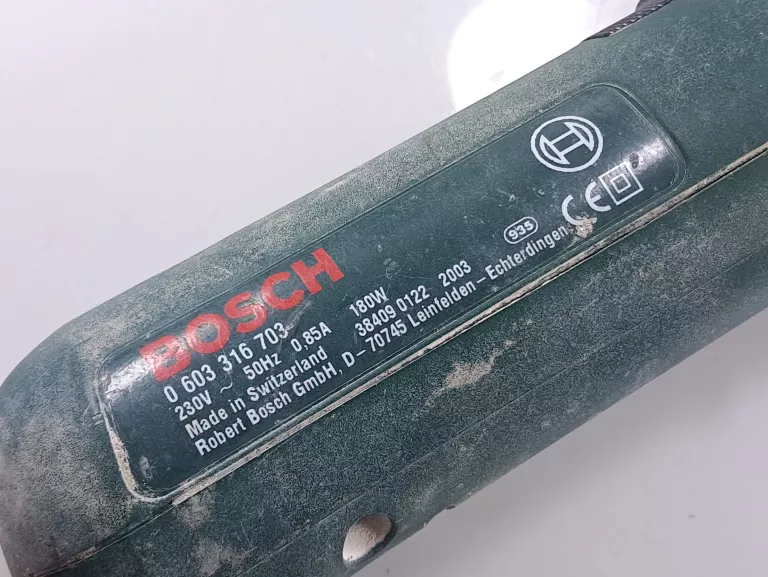 BOSCH
0 603 316 703
230V ~ 50Hz 0,85A 180W
Made in Switzerland 38409 0122 2003
Robert Bosch GmbH, D-70745 Leinfelden-Echterdingen
935
CE